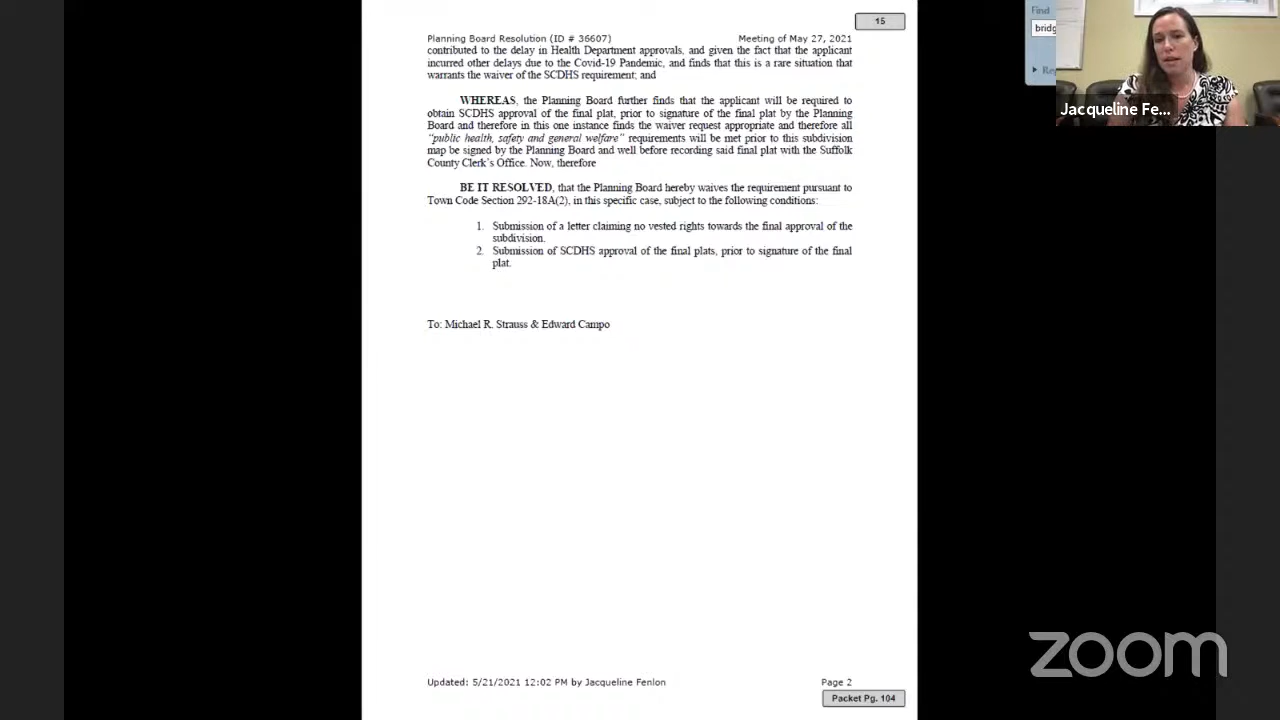 15
Planning Board Resolution (ID # 36607) Meeting of May 27, 2021
contributed to the delay in Health Department approvals, and given the fact that the applicant
incurred other delays due to the Covid-19 Pandemic, and finds that this is a rare situation that
warrants the waiver of the SCDHS requirement; and
WHEREAS, the Planning Board further finds that the applicant will be required to
obtain SCDHS approval of the final plat, prior to signature of the final plat by the Planning
Board and therefore in this one instance finds the waiver request appropriate and therefore all
"public health, safety and general welfare" requirements will be met prior to this subdivision
map be signed by the Planning Board and well before recording said final plat with the Suffolk
County Clerk's Office. Now, therefore
BE IT RESOLVED, that the Planning Board hereby waives the requirement pursuant to
Town Code Section 292-18A(2), in this specific case, subject to the following conditions:
1. Submission of a letter claiming no vested rights towards the final approval of the
subdivision.
2. Submission of SCDHS approval of the final plats, prior to signature of the final
plat.
To: Michael R. Strauss & Edward Campo
Updated: 5/21/2021 12:02 PM by Jacqueline Fenlon Page 2
Packet Pg. 104
Find
Jacqueline Fe...
zoom